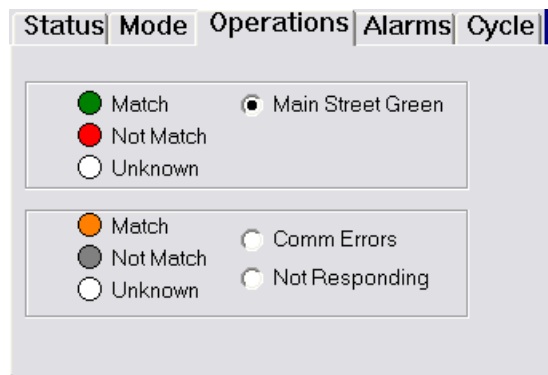 Status Mode Operations Alarms Cycle
Match Main Street Green
Not Match
Unknown
Match
Comm Errors
Not Match
Not Responding
Unknown